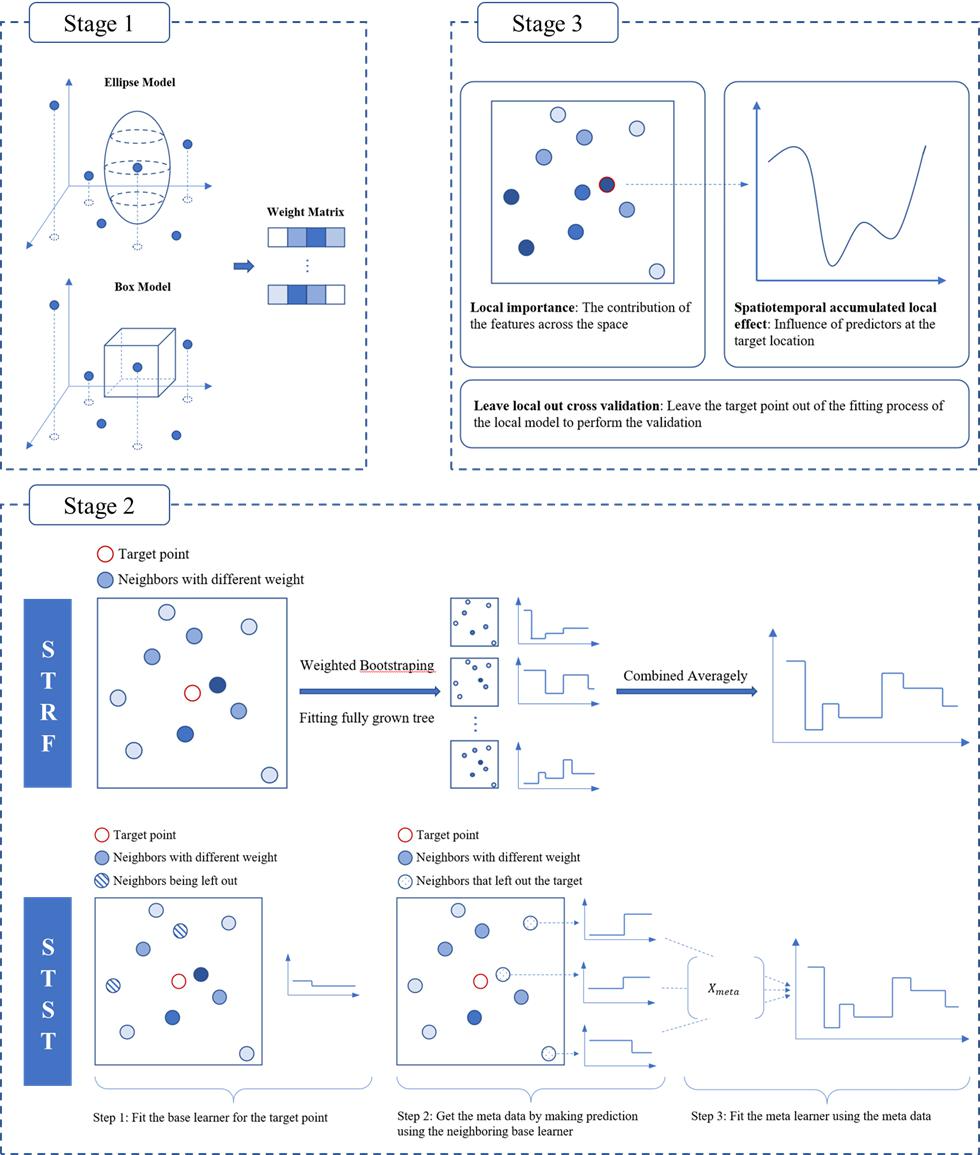 Stage 1
Ellipse Model
Weight Matrix
Box Model
Stage 3
Local importance: The contribution of
the features across the space
Spatiotemporal accumulated local
effect: Influence of predictors at the
target location
Leave local out cross validation: Leave the target point out of the fitting process of
the local model to perform the validation
Stage 2
S
T
R
F
Target point
Neighbors with different weight
Weighted Bootstraping
Fitting fully grown tree
Combined Averagely
S
T
S
T
Target point
Neighbors with different weight
Neighbors being left out
Target point
Neighbors with different weight
Neighbors that left out the target
Xmeta
Step 1: Fit the base learner for the target point
Step 2: Get the meta data by making prediction
using the neighboring base learner
Step 3: Fit the meta learner using the meta data